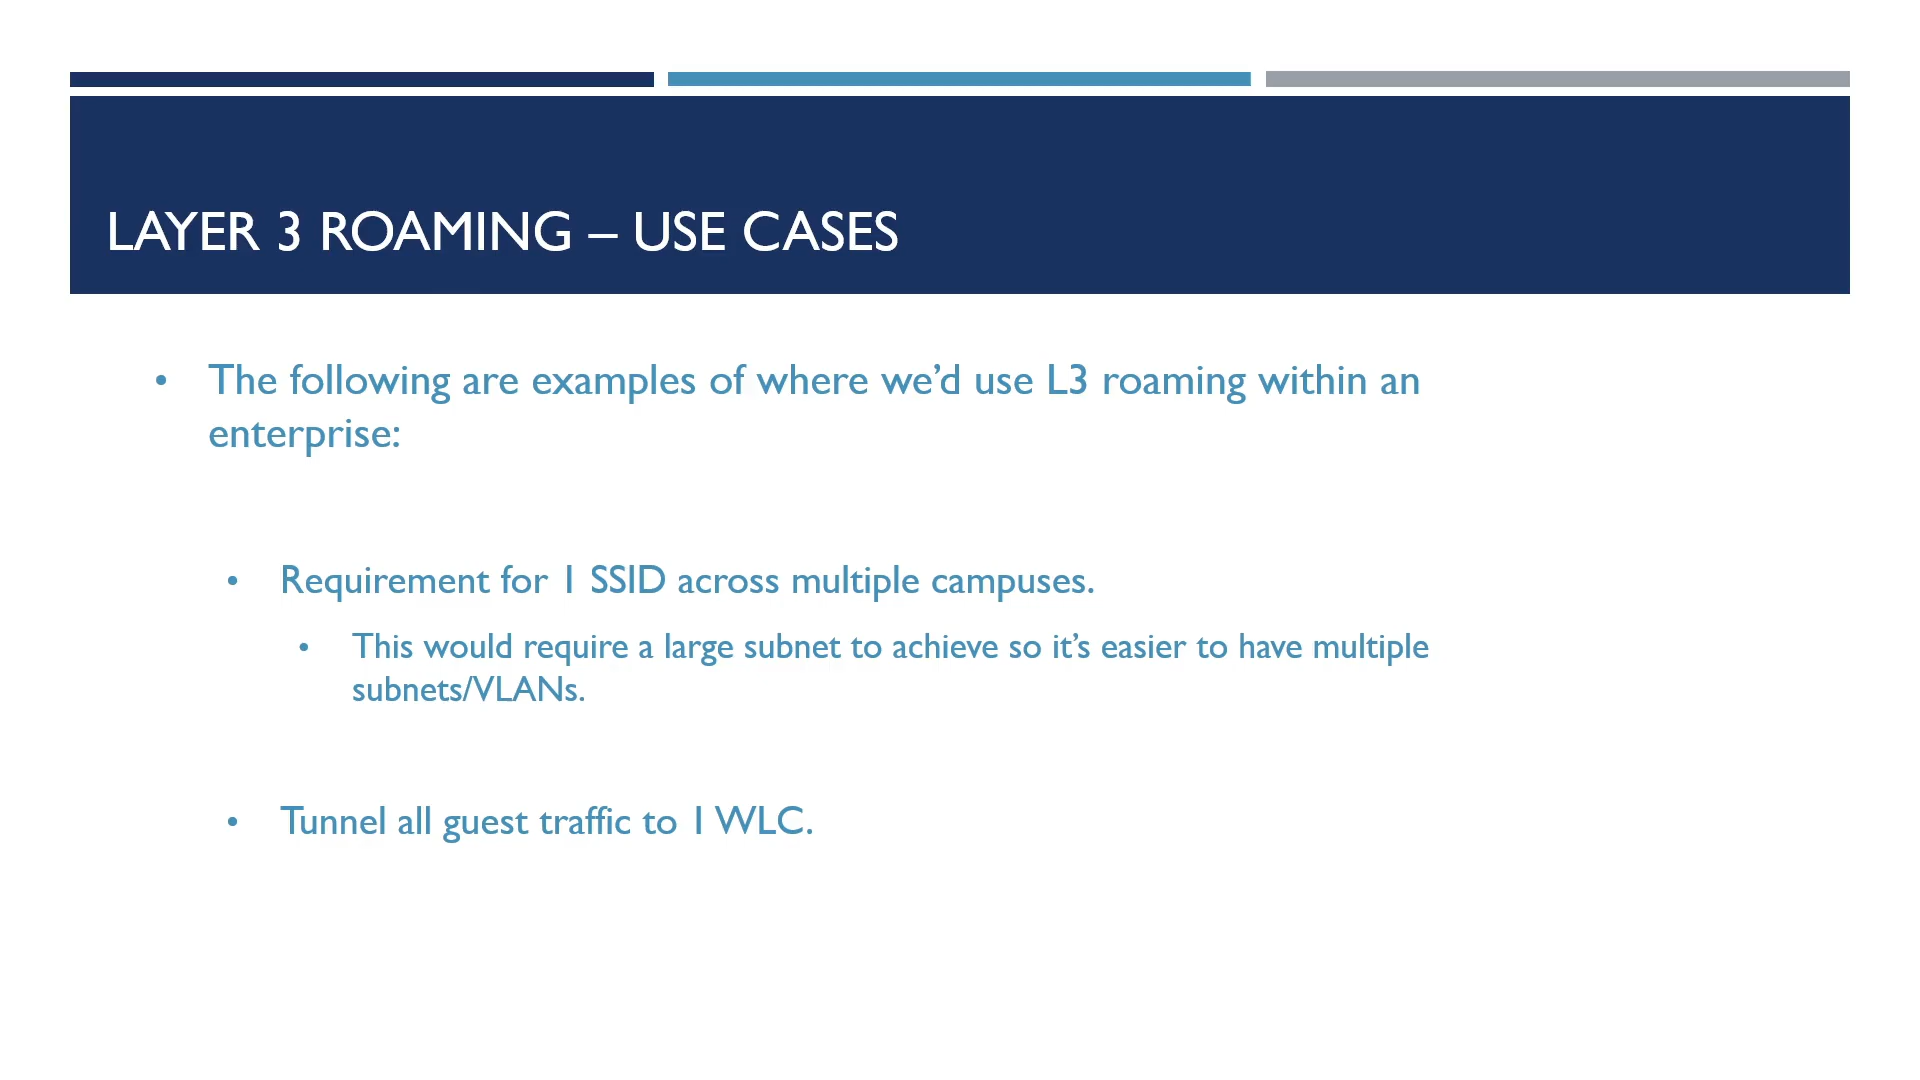 LAYER 3 ROAMING – USE CASES
• The following are examples of where we’d use L3 roaming within an
enterprise:
• Requirement for 1 SSID across multiple campuses.
• This would require a large subnet to achieve so it’s easier to have multiple
subnets/VLANs.
• Tunnel all guest traffic to 1 WLC.